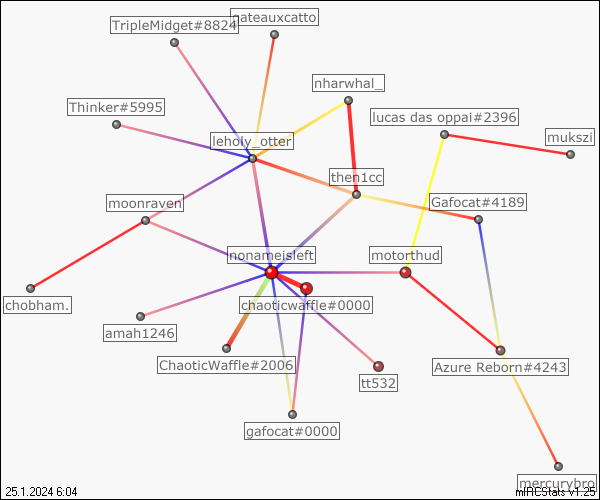 TripleMidget#8824
gateauxcatto
nharwhal_
Thinker#5995
lucas das oppai#2396
mukszi
leholy_otter
then1cc
moonraven
Gafocat#4189
nonameisleft
motorthud
chobham.
chaoticwaffle#0000
amah1246
ChaoticWaffle#2006
Azure Reborn#4243
tt532
gafocat#0000
mercurybro
25.1.2024 6:04
mIRCStats v1.25